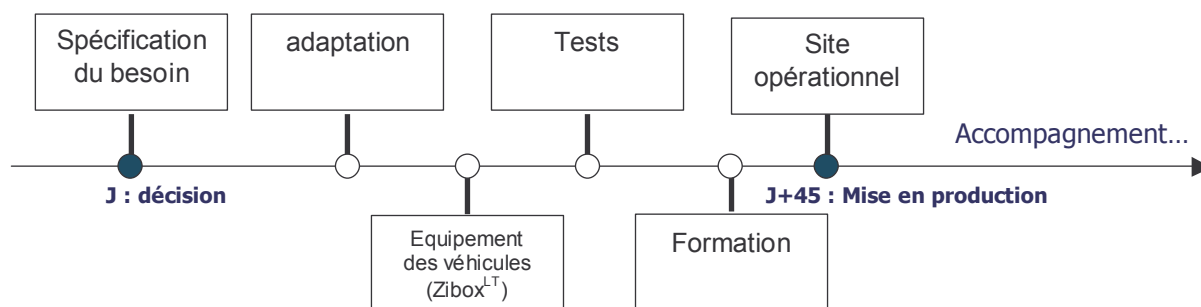 Spécification
du besoin
adaptation
Tests
Site
opérationnel
Accompagnement...
J : décision
J+45 : Mise en production
Equipement
des véhicules
(Zibox^LT)
Formation